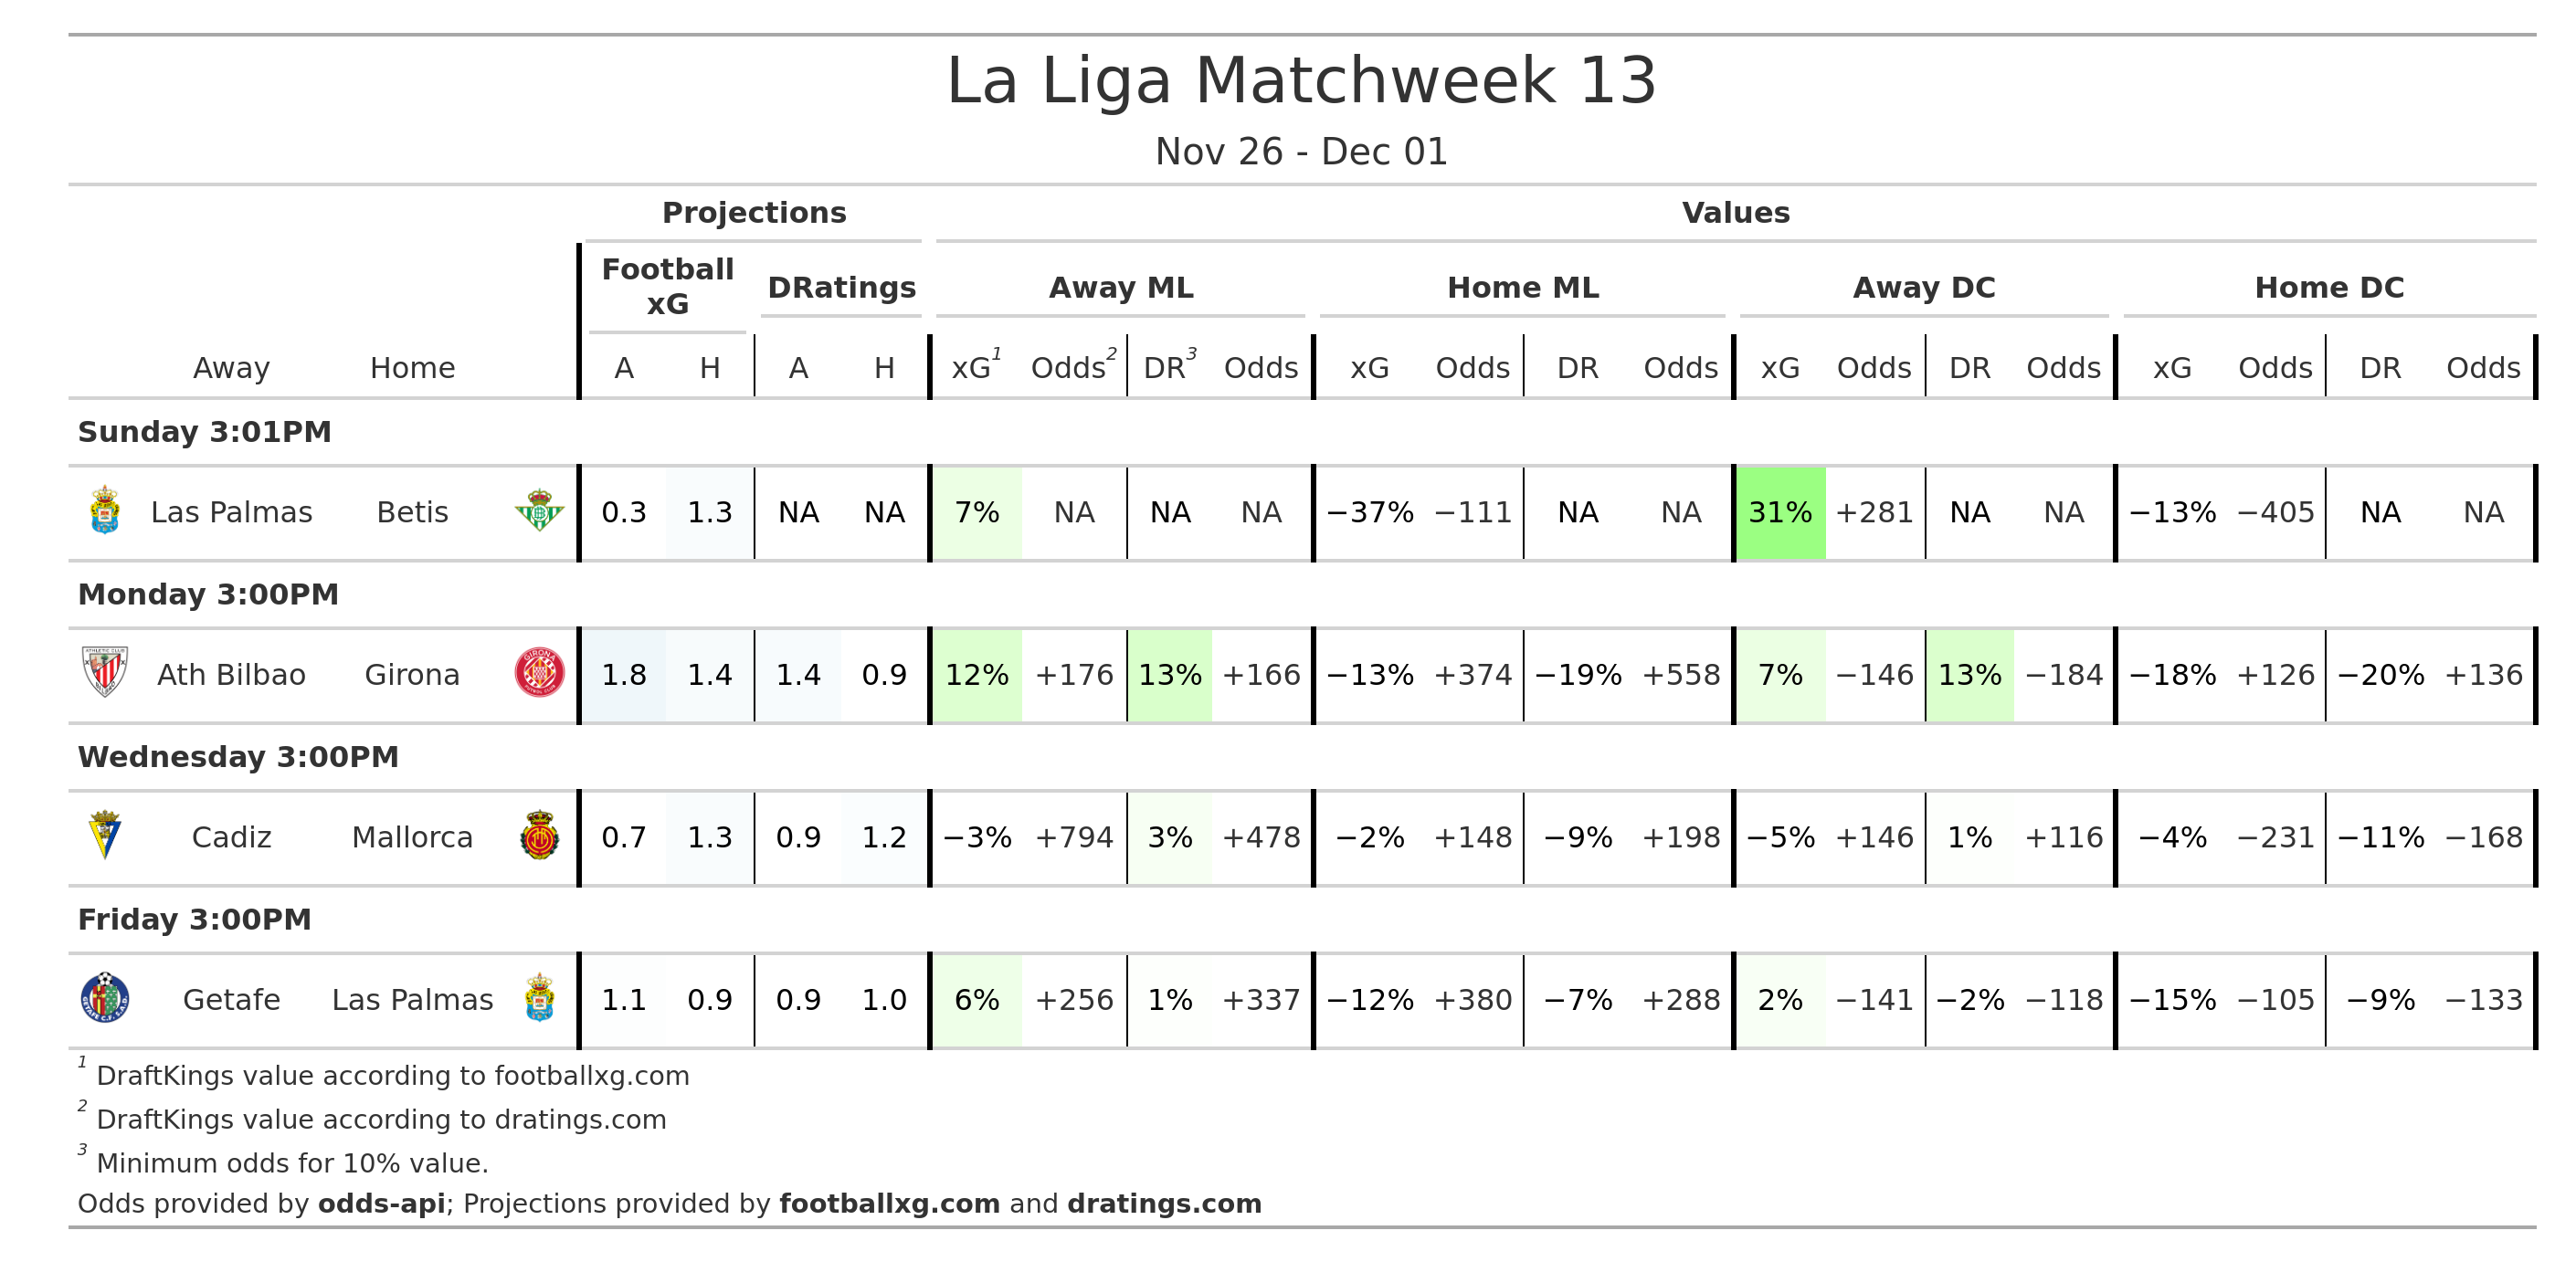 La Liga Matchweek 13
Nov 26 - Dec 01
Projections Values
Football xG DRatings Away ML Home ML Away DC Home DC
Away Home A H A H xG1 Odds2 DR3 Odds xG Odds DR Odds xG Odds DR Odds xG Odds DR Odds
Sunday 3:01PM
Las Palmas Betis 0.3 1.3 NA NA 7% NA NA NA −37% −111 NA NA 31% +281 NA NA −13% −405 NA NA
Monday 3:00PM
Ath Bilbao Girona 1.8 1.4 1.4 0.9 12% +176 13% +166 −13% +374 −19% +558 7% −146 13% −184 −18% +126 −20% +136
Wednesday 3:00PM
Cadiz Mallorca 0.7 1.3 0.9 1.2 −3% +794 3% +478 −2% +148 −9% +198 −5% +146 1% +116 −4% −231 −11% −168
Friday 3:00PM
Getafe Las Palmas 1.1 0.9 0.9 1.0 6% +256 1% +337 −12% +380 −7% +288 2% −141 −2% −118 −15% −105 −9% −133
1 DraftKings value according to footballxg.com
2 DraftKings value according to dratings.com
3 Minimum odds for 10% value.
Odds provided by odds-api; Projections provided by footballxg.com and dratings.com